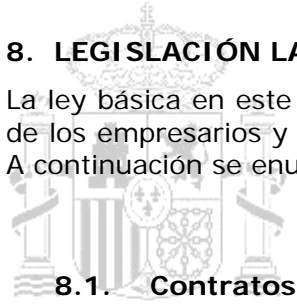 8. LEGISLACIÓN LA
La ley básica en este
de los empresarios y
A continuación se enu
8.1. Contratos